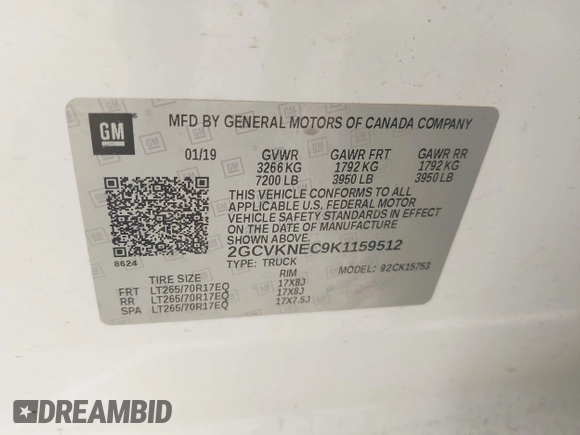 GM
MFD BY GENERAL MOTORS OF CANADA COMPANY
01/19 GVWR GAWR FRT GAWR RR
3266 KG 1792 KG 1792 KG
7200 LB 3950 LB 3950 LB
THIS VEHICLE CONFORMS TO ALL
APPLICABLE U.S. FEDERAL MOTOR
VEHICLE SAFETY STANDARDS IN EFFECT
ON THE DATE OF MANUFACTURE
SHOWN ABOVE.
2GCVKNEC9K1159512
8624
TYPE: TRUCK MODEL: 92CK15753
TIRE SIZE RIM
FRT LT265/70R17EQ 17X8J
RR LT265/70R17EQ 17X8J
SPA LT265/70R17EQ 17X7.5J
DREAMBID